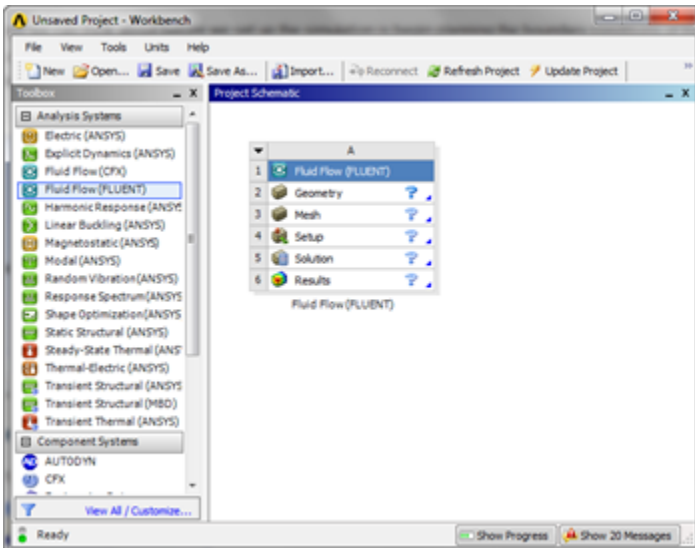 Unsaved Project - Workbench
File View Tools Units Help
New Open... Save Save As... Import... Reconnect Refresh Project Update Project »
Toolbox
Project Schematic
Analysis Systems
Electric (ANSYS)
Explicit Dynamics (ANSYS)
Fluid Flow (CFX)
Fluid Flow (FLUENT)
Harmonic Response (ANSYS
Linear Buckling (ANSYS)
Magnetostatic (ANSYS)
Modal (ANSYS)
Random Vibration (ANSYS)
Response Spectrum (ANSYS
Shape Optimization (ANSYS
Static Structural (ANSYS)
Steady-State Thermal (ANS
Thermal-Electric (ANSYS)
Transient Structural (ANSYS
Transient Structural (MBD)
Transient Thermal (ANSYS)
Component Systems
AUTODYN
CFX
View All / Customize...
A
1 Fluid Flow (FLUENT)
2 Geometry ?
3 Mesh ?
4 Setup ?
5 Solution ?
6 Results ?
Fluid Flow (FLUENT)
Ready
Show Progress Show 20 Messages